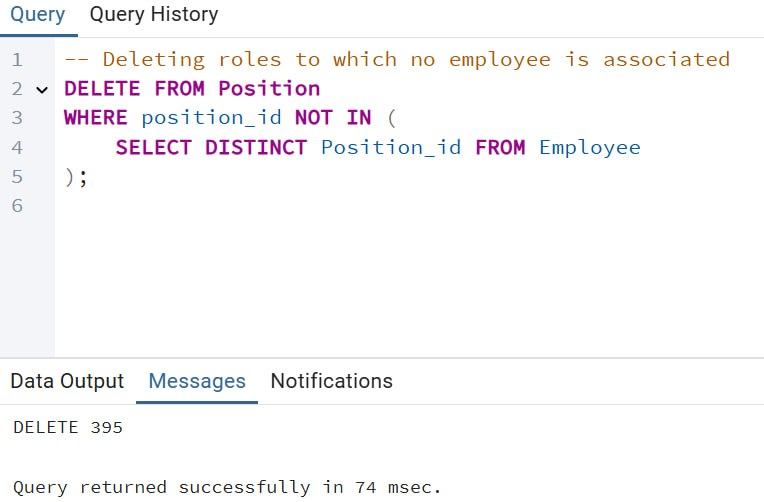 Query Query History
1 -- Deleting roles to which no employee is associated
2 DELETE FROM Position
3 WHERE position_id NOT IN (
4 SELECT DISTINCT Position_id FROM Employee
5 );
6
Data Output Messages Notifications
DELETE 395
Query returned successfully in 74 msec.